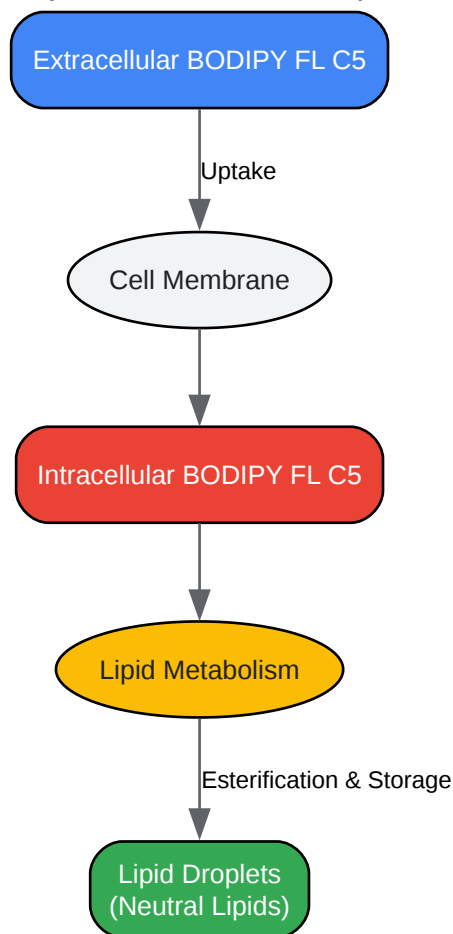 Extracellular BODIPY FL C5
Uptake
Cell Membrane
Intracellular BODIPY FL C5
Lipid Metabolism
Esterification & Storage
Lipid Droplets
(Neutral Lipids)